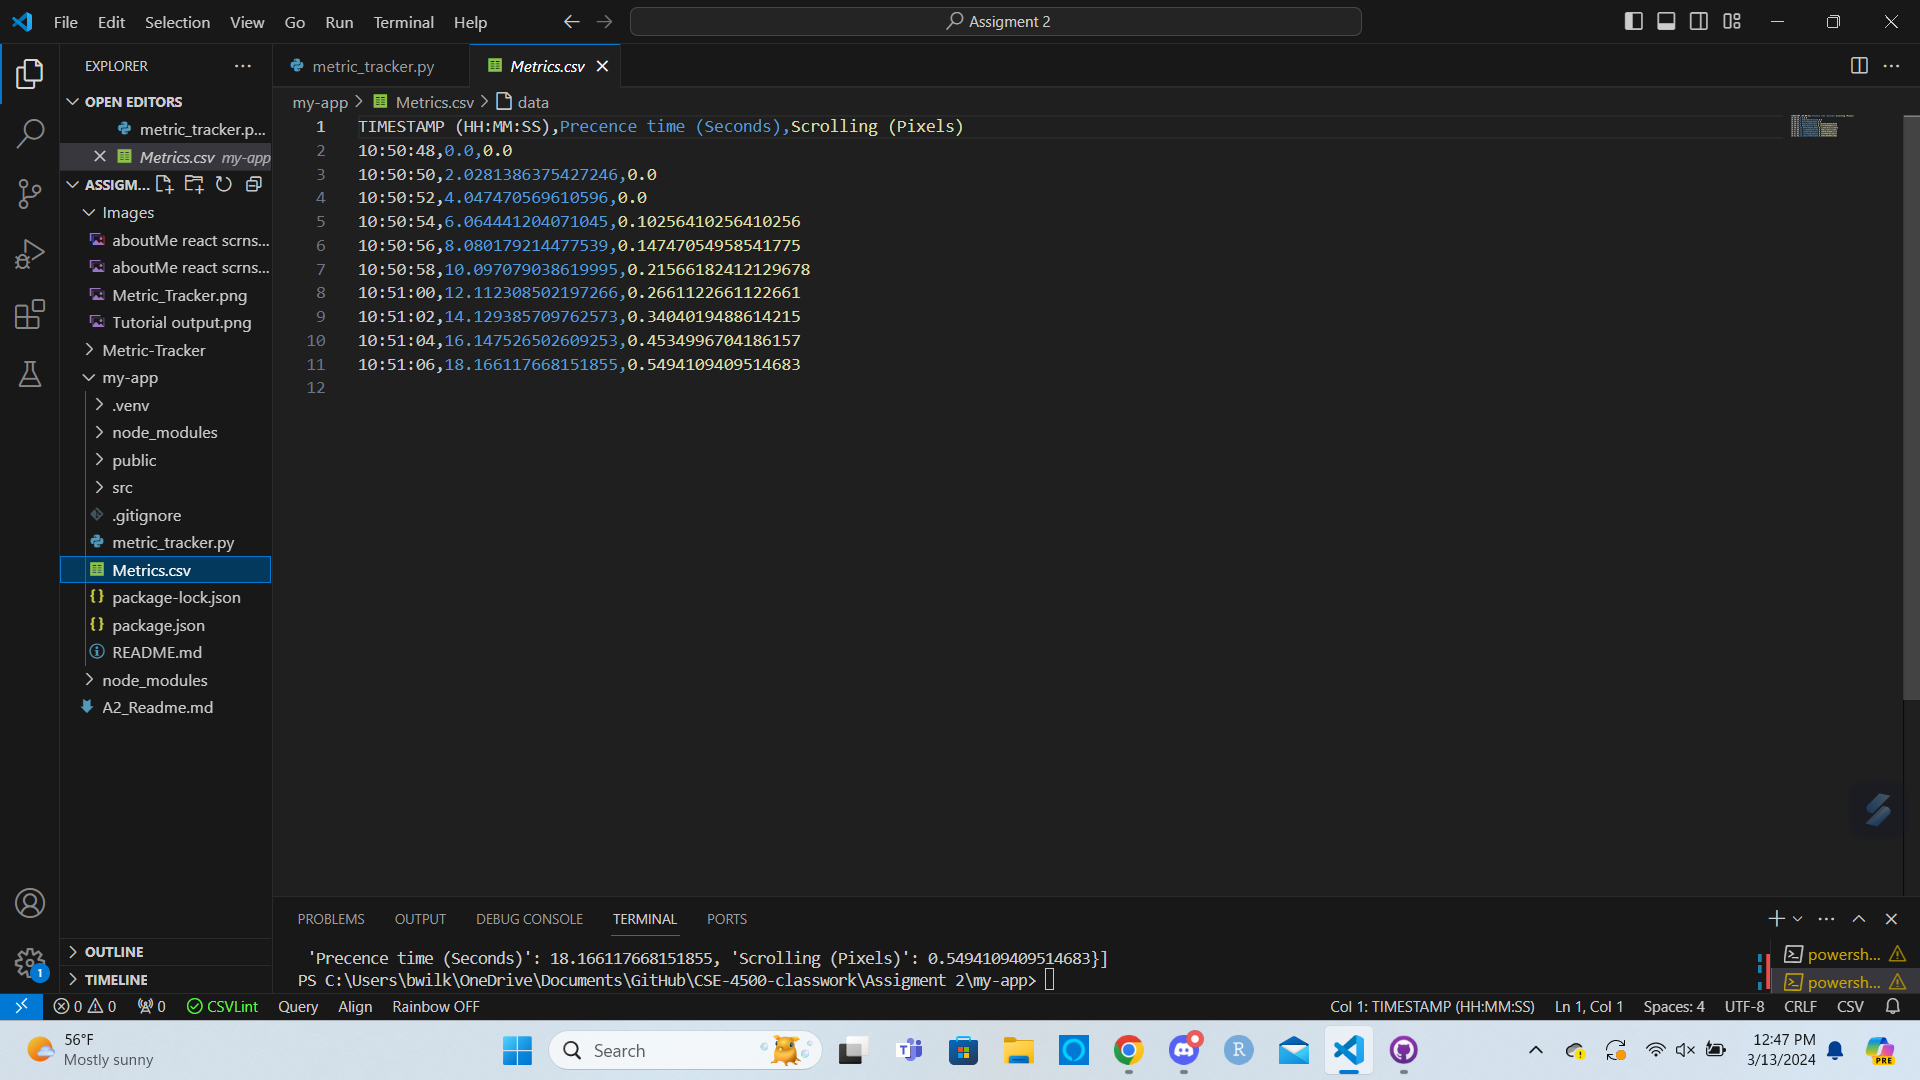 File Edit Selection View Go Run Terminal Help
Assigment 2
EXPLORER
OPEN EDITORS
metric_tracker.p...
Metrics.csv my-app
ASSIGM...
Images
aboutMe react scrns...
aboutMe react scrns...
Metric_Tracker.png
Tutorial output.png
Metric-Tracker
my-app
.venv
node_modules
public
src
.gitignore
metric_tracker.py
Metrics.csv
package-lock.json
package.json
README.md
node_modules
A2_Readme.md
OUTLINE
TIMELINE
metric_tracker.py
Metrics.csv
my-app > Metrics.csv > data
1 TIMESTAMP (HH:MM:SS),Precence time (Seconds),Scrolling (Pixels)
2 10:50:48,0.0,0.0
3 10:50:50,2.0281386375427246,0.0
4 10:50:52,4.047470569610596,0.0
5 10:50:54,6.064441204071045,0.10256410256410256
6 10:50:56,8.080179214477539,0.14747054958541775
7 10:50:58,10.097079038619995,0.21566182412129678
8 10:51:00,12.112308502197266,0.2661122661122661
9 10:51:02,14.129385709762573,0.3404019488614215
10 10:51:04,16.147526502609253,0.4534996704186157
11 10:51:06,18.166117668151855,0.5494109409514683
12
PROBLEMS OUTPUT DEBUG CONSOLE TERMINAL PORTS
'Precence time (Seconds)': 18.166117668151855, 'Scrolling (Pixels)': 0.5494109409514683}]
PS C:\Users\bwilk\OneDrive\Documents\GitHub\CSE-4500-classwork\Assigment 2\my-app>
powersh...
powersh...
1
0 0 0 CSVLint Query Align Rainbow OFF
Col 1: TIMESTAMP (HH:MM:SS) Ln 1, Col 1 Spaces: 4 UTF-8 CRLF CSV
56°F
Mostly sunny
Search
R
12:47 PM
3/13/2024
PRE